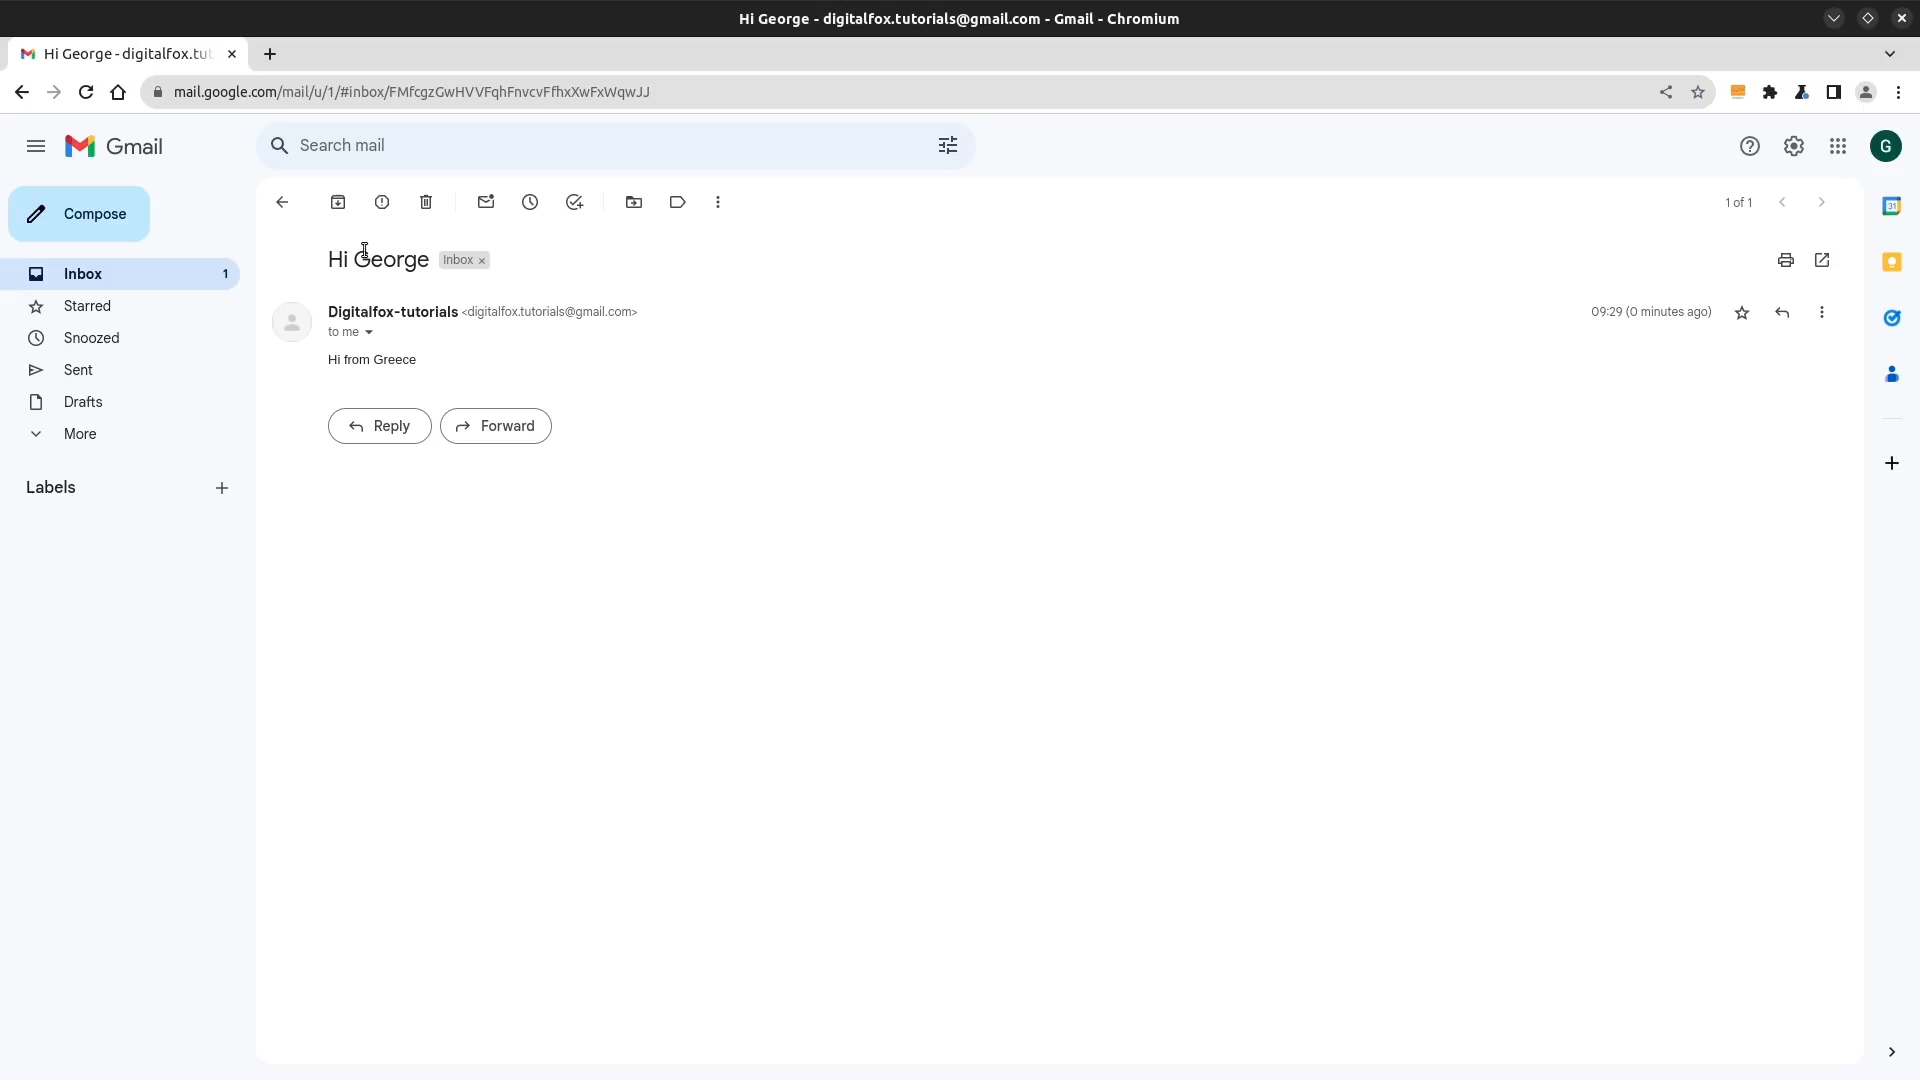 Hi George - digitalfox.tutorials@gmail.com - Gmail - Chromium
Hi George - digitalfox.tut
mail.google.com/mail/u/1/#inbox/FMfcgzGwHVVFqhFnvcvFfhxXwFxWqwJJ
Gmail
Search mail
G
Compose
1 of 1
31
Hi George Inbox ×
Inbox 1
Starred
Digitalfox-tutorials <digitalfox.tutorials@gmail.com> 09:29 (0 minutes ago)
to me
Snoozed
Hi from Greece
Sent
Drafts
Reply Forward
More
Labels